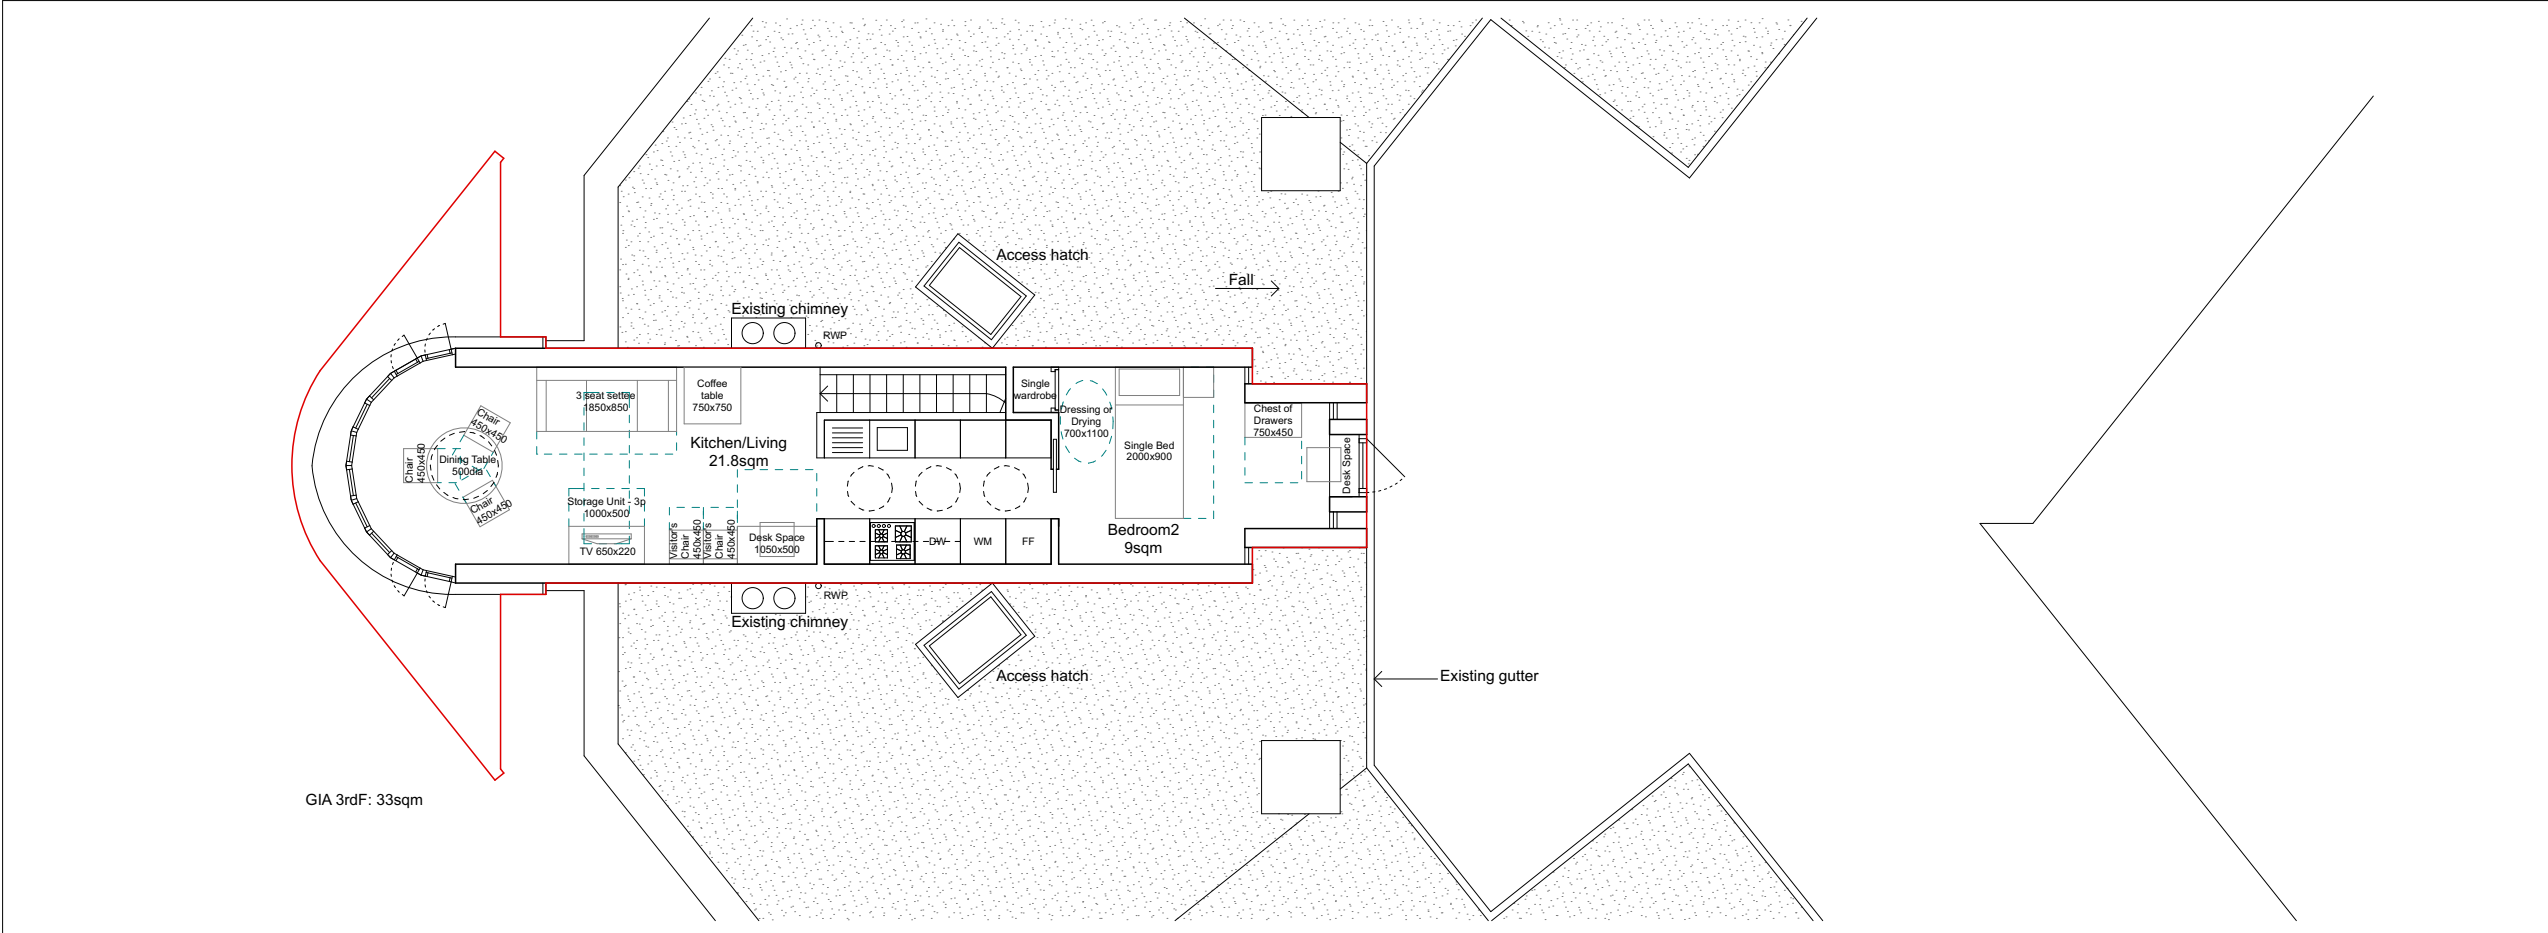 Access hatch
Fall
Existing chimney
RWP
Coffee
table
750x750
3 seat settee
1850x850
Single
wardrobe
Dressing or
Drying
700x1100
Single Bed
2000x900
Chest of
Drawers
750x450
Desk Space
Chair
450x450
Chair
450x450
Dining Table
500dia
Chair
450x450
Kitchen/Living
21.8sqm
Storage Unit - 3p
1000x500
TV 650x220
Visitor's
Chair
450x450
Visitor's
Chair
450x450
Desk Space
1050x500
DW
WM
FF
Bedroom2
9sqm
RWP
Existing chimney
Access hatch
Existing gutter
GIA 3rdF: 33sqm